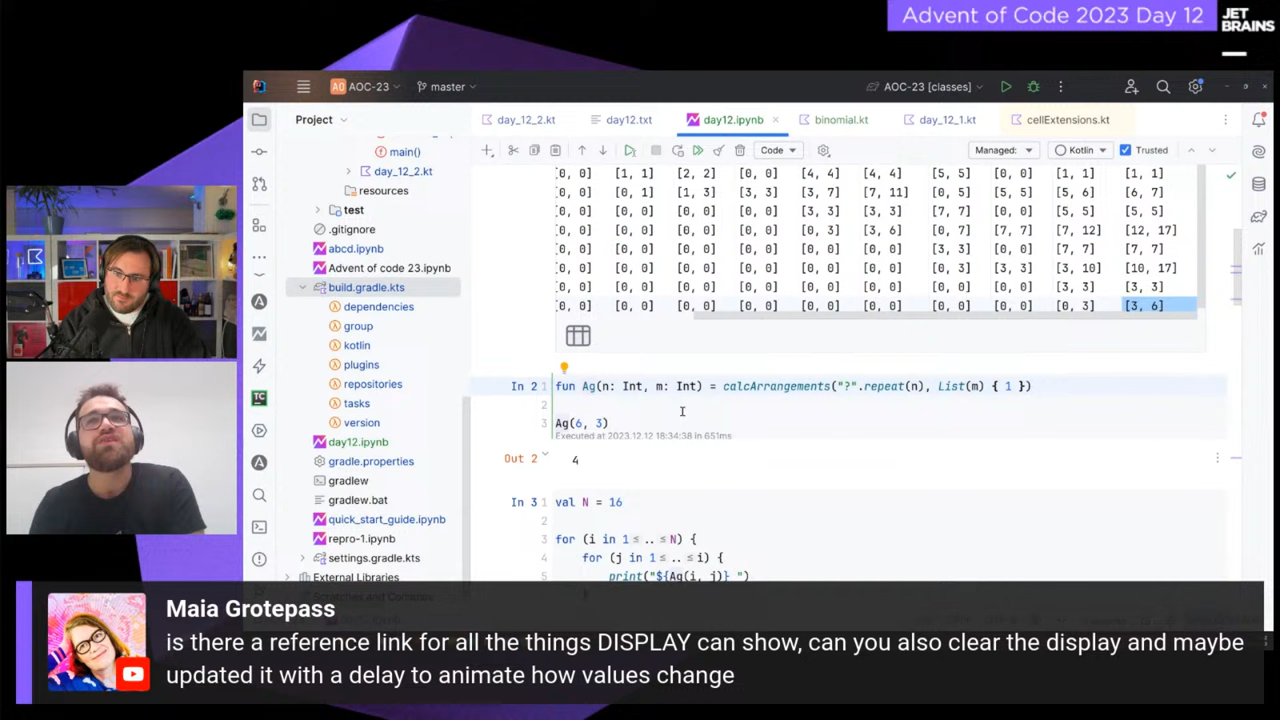 Advent of Code 2023 Day 12
JET
BRAINS
AO AOC-23 master AOC-23 [classes]
Project
day_12_2.kt day12.txt day12.ipynb binomial.kt day_12_1.kt cellExtensions.kt
Code Managed: Kotlin Trusted
main()
day_12_2.kt
resources
test
.gitignore
abcd.ipynb
Advent of code 23.ipynb
build.gradle.kts
dependencies
group
kotlin
plugins
repositories
tasks
version
day12.ipynb
gradle.properties
gradlew
gradlew.bat
quick_start_guide.ipynb
repro-1.ipynb
settings.gradle.kts
External Libraries
Scratches and Consoles
TC
[0, 0] [1, 1] [2, 2] [0, 0] [4, 4] [4, 4] [5, 5] [0, 0] [1, 1] [1, 1]
[0, 0] [0, 1] [1, 3] [3, 3] [3, 7] [7, 11] [0, 0] [5, 5] [5, 6] [6, 7]
[0, 0] [0, 0] [0, 0] [0, 0] [3, 3] [3, 3] [7, 7] [0, 0] [5, 5] [5, 5]
[0, 0] [0, 0] [0, 0] [0, 0] [0, 3] [3, 6] [0, 7] [7, 7] [7, 12] [12, 17]
[0, 0] [0, 0] [0, 0] [0, 0] [0, 0] [0, 0] [3, 3] [0, 0] [7, 7] [7, 7]
[0, 0] [0, 0] [0, 0] [0, 0] [0, 0] [0, 0] [0, 3] [3, 3] [3, 10] [10, 17]
[0, 0] [0, 0] [0, 0] [0, 0] [0, 0] [0, 0] [0, 0] [0, 0] [3, 3] [3, 3]
[0, 0] [0, 0] [0, 0] [0, 0] [0, 0] [0, 0] [0, 0] [0, 0] [0, 3] [3, 6]
In 2 1 fun Ag(n: Int, m: Int) = calcArrangements("?".repeat(n), List(m) { 1 })
2
3 Ag(6, 3)
Executed at 2023.12.12 18:34:38 in 651ms
Out 2 4
In 3 1 val N = 16
2
3 for (i in 1≤..≤N) {
4 for (j in 1≤..≤i) {
5 print("${Ag(i, j)} ")
Maia Grotepass
is there a reference link for all the things DISPLAY can show, can you also clear the display and maybe
updated it with a delay to animate how values change